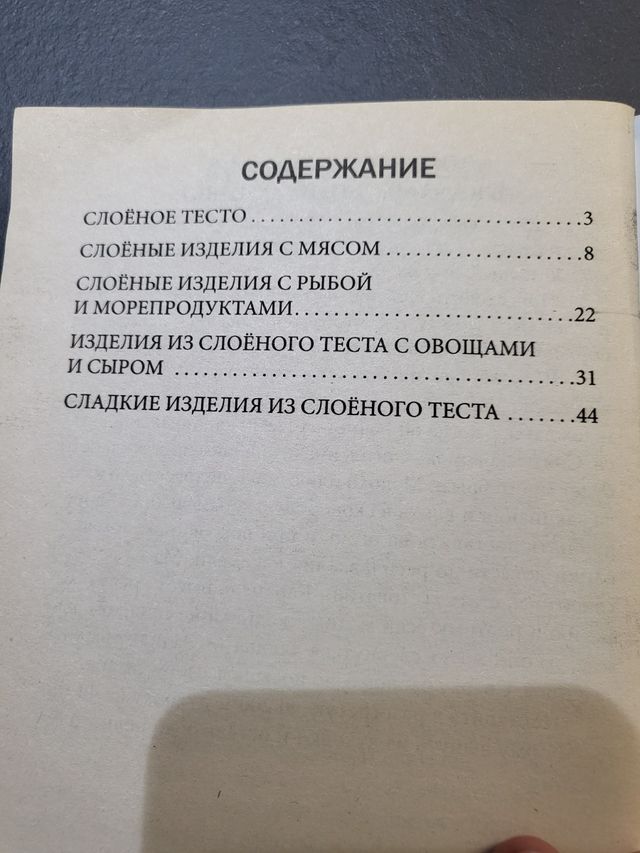 СОДЕРЖАНИЕ
СЛОЁНОЕ ТЕСТО ................................3
СЛОЁНЫЕ ИЗДЕЛИЯ С МЯСОМ ...................8
СЛОЁНЫЕ ИЗДЕЛИЯ С РЫБОЙ
И МОРЕПРОДУКТАМИ...........................22
ИЗДЕЛИЯ ИЗ СЛОЁНОГО ТЕСТА С ОВОЩАМИ
И СЫРОМ ......................................31
СЛАДКИЕ ИЗДЕЛИЯ ИЗ СЛОЁНОГО ТЕСТА .......44